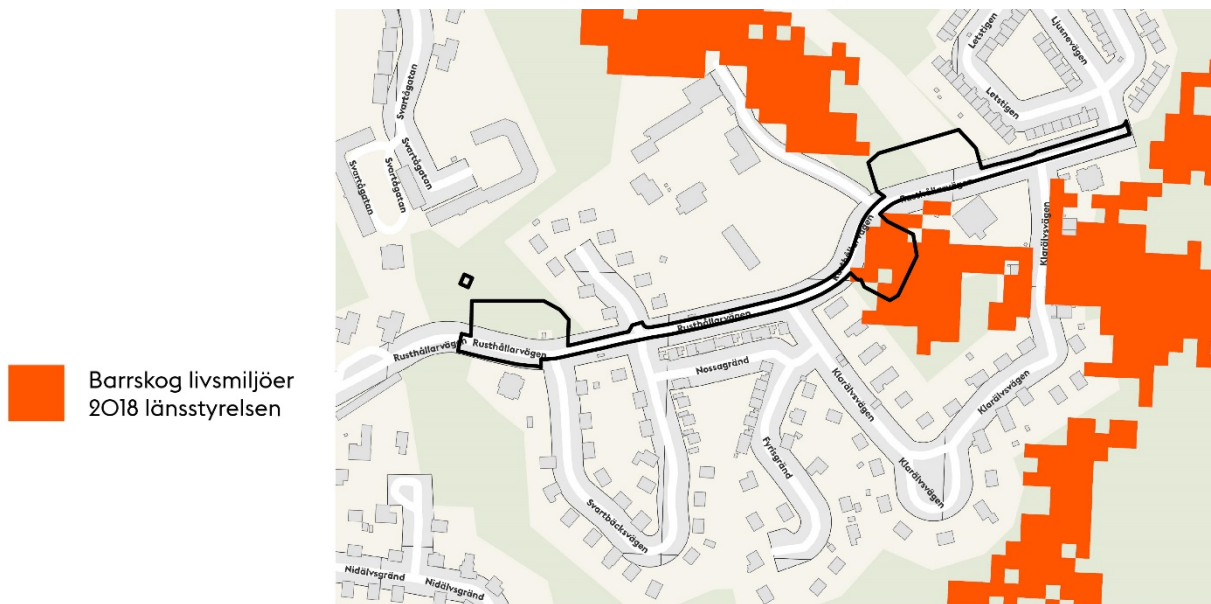 Barrskog livsmiljöer
2018 länsstyrelsen
Svartågatan
Svartågatan
Svartågatan
Svartågatan
Letstigen
Ljusnevägen
Letstigen
Rusthållarvägen
Rusthållarvägen
Klarälvsvägen
Rusthållarvägen
Rusthållarvägen
Rusthållarvägen
Nossagränd
Klarälvsvägen
Klarälvsvägen
Fyrisgränd
Klarälvsvägen
Svartbäcksvägen
Nidälvsgränd
Nidälvsgränd